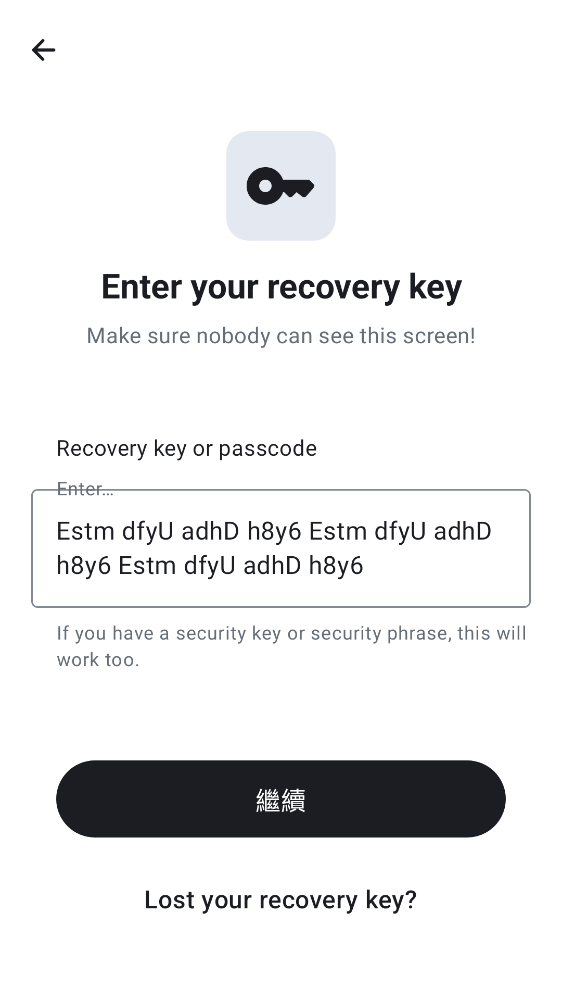 Enter your recovery key
Make sure nobody can see this screen!
Recovery key or passcode
Enter...
Estm dfyU adhD h8y6 Estm dfyU adhD
h8y6 Estm dfyU adhD h8y6
If you have a security key or security phrase, this will
work too.
繼續
Lost your recovery key?